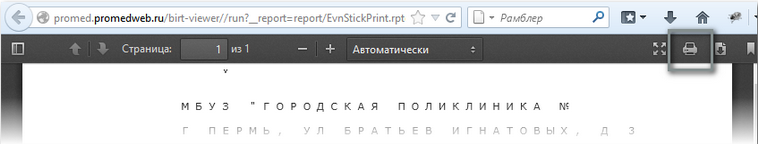 promed.promedweb.ru/birt-viewer//run?__report=report/EvnStickPrint.rpt
Рамблер
Страница: 1 из 1
Автоматически
МБУЗ "ГОРОДСКАЯ ПОЛИКЛИНИКА №
Г ПЕРМЬ, УЛ БРАТЬЕВ ИГНАТОВЫХ, Д 3